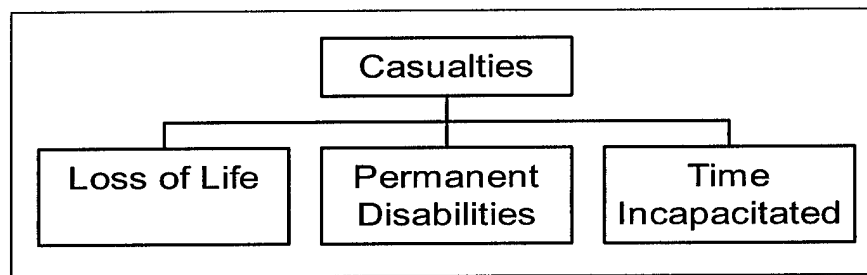 Casualties
Loss of Life
Permanent
Disabilities
Time
Incapacitated